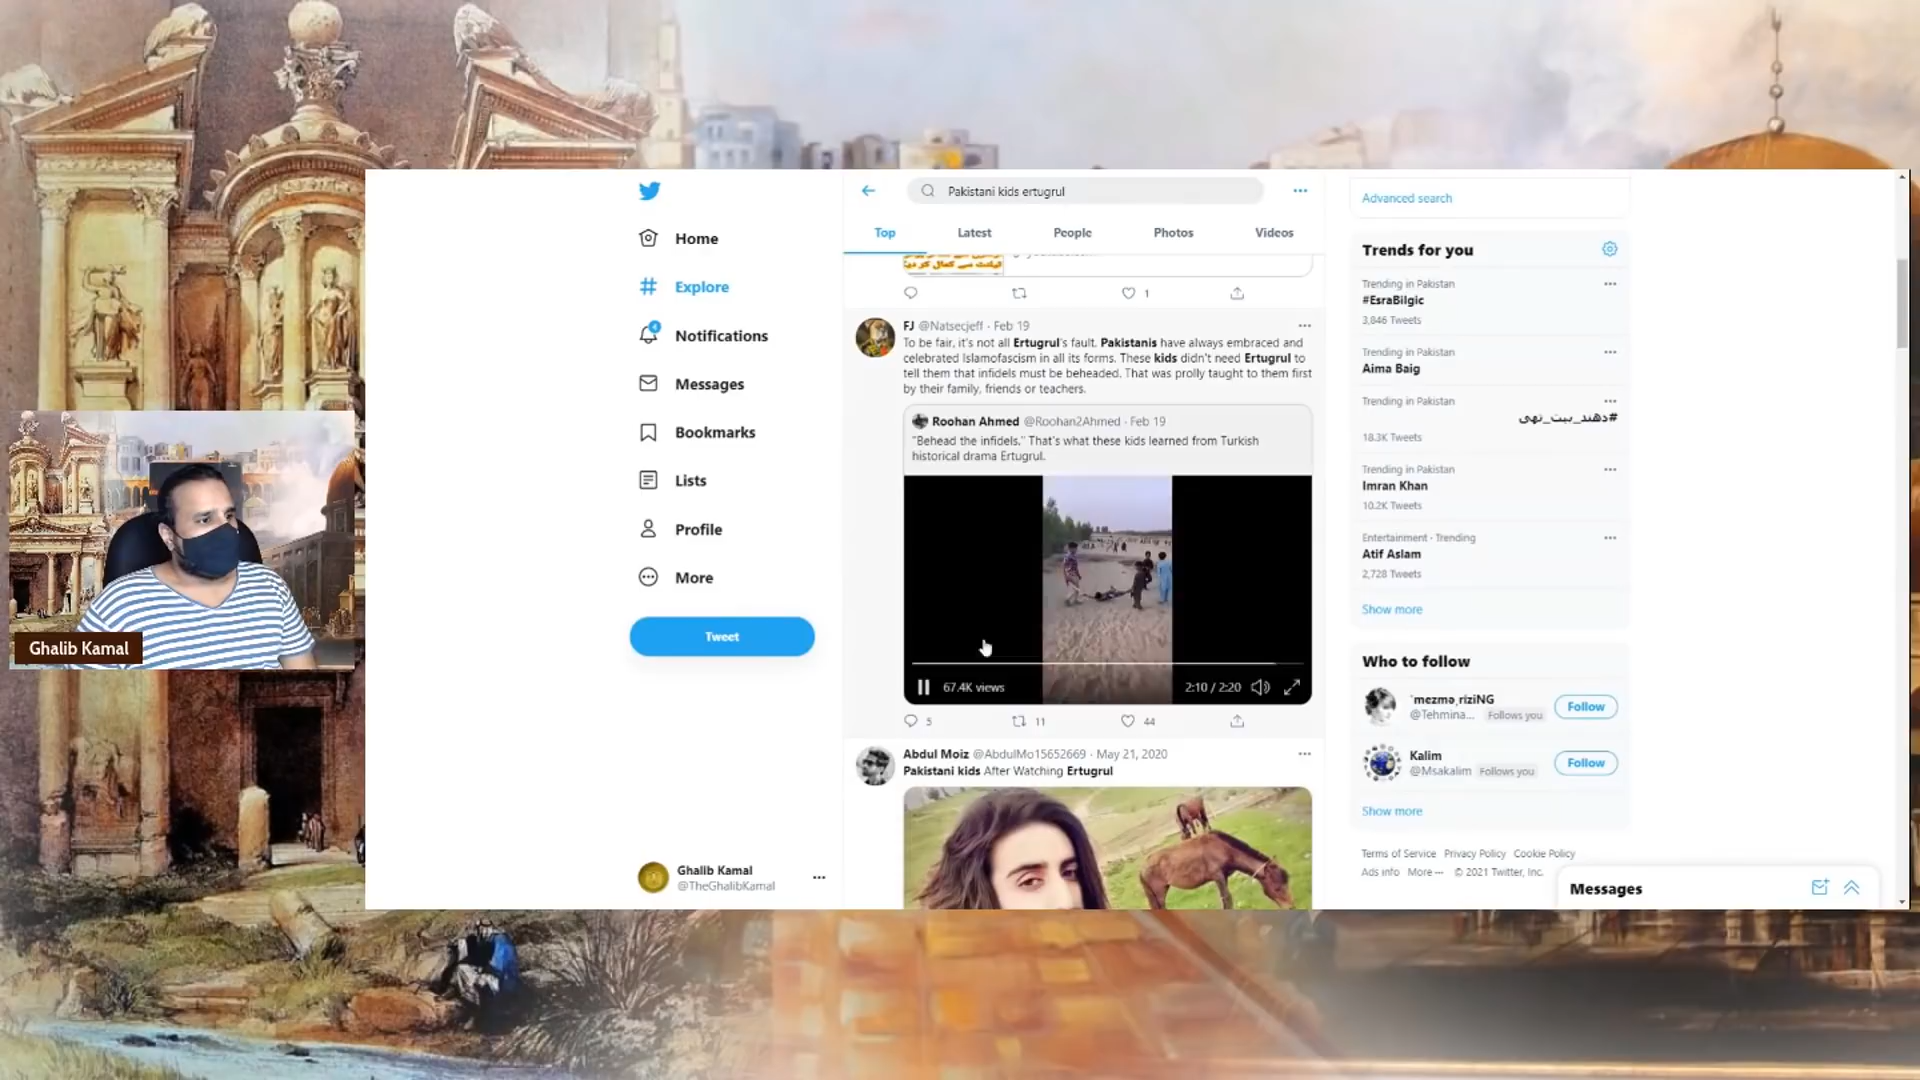 Pakistani kids ertugrul
Top
Latest
People
Photos
Videos
Home
Explore
4
Notifications
Messages
Bookmarks
Lists
Profile
More
Tweet
Ghalib Kamal
@TheGhalibKamal
Ghalib Kamal
1
FJ @Natsecjeff · Feb 19
To be fair, it's not all Ertugrul's fault. Pakistanis have always embraced and
celebrated Islamofascism in all its forms. These kids didn't need Ertugrul to
tell them that infidels must be beheaded. That was prolly taught to them first
by their family, friends or teachers.
Roohan Ahmed @Roohan2Ahmed · Feb 19
"Behead the infidels." That's what these kids learned from Turkish
historical drama Ertugrul.
67.4K views
2:10 / 2:20
5
11
44
Abdul Moiz @AbdulMo15652669 · May 21, 2020
Pakistani kids After Watching Ertugrul
Advanced search
Trends for you
Trending in Pakistan
#EsraBilgic
3,846 Tweets
Trending in Pakistan
Aima Baig
Trending in Pakistan
18.3K Tweets
Trending in Pakistan
Imran Khan
10.2K Tweets
Entertainment · Trending
Atif Aslam
2,728 Tweets
Show more
Who to follow
@Tehmina... Follows you
Follow
Kalim
@Msakalim Follows you
Follow
Show more
Terms of Service Privacy Policy Cookie Policy
Ads info More ··· © 2021 Twitter, Inc.
Messages